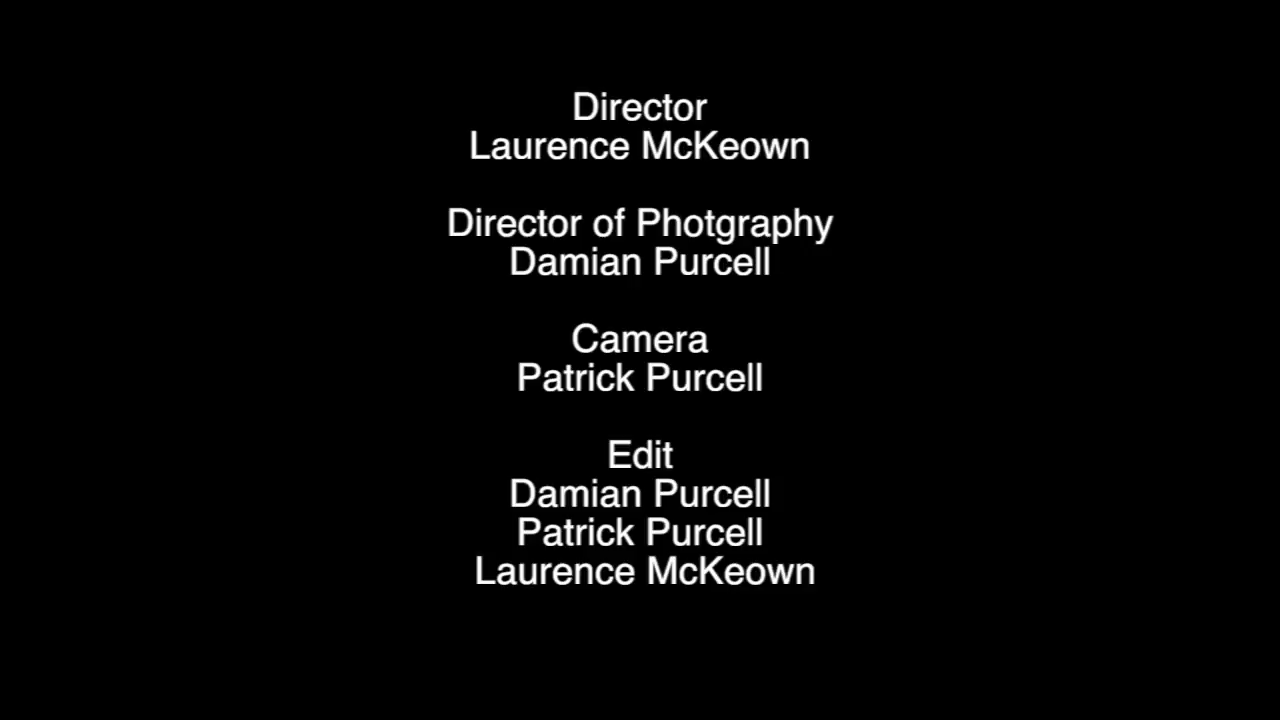 Director
Laurence McKeown
Director of Photgraphy
Damian Purcell
Camera
Patrick Purcell
Edit
Damian Purcell
Patrick Purcell
Laurence McKeown